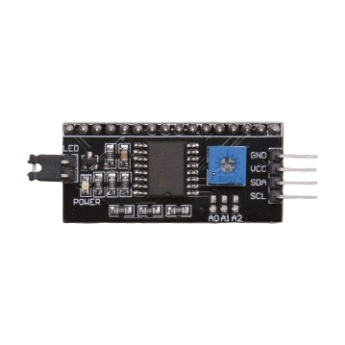 LED
GND
VCC
SDA
SCL
POWER
A0 A1 A2